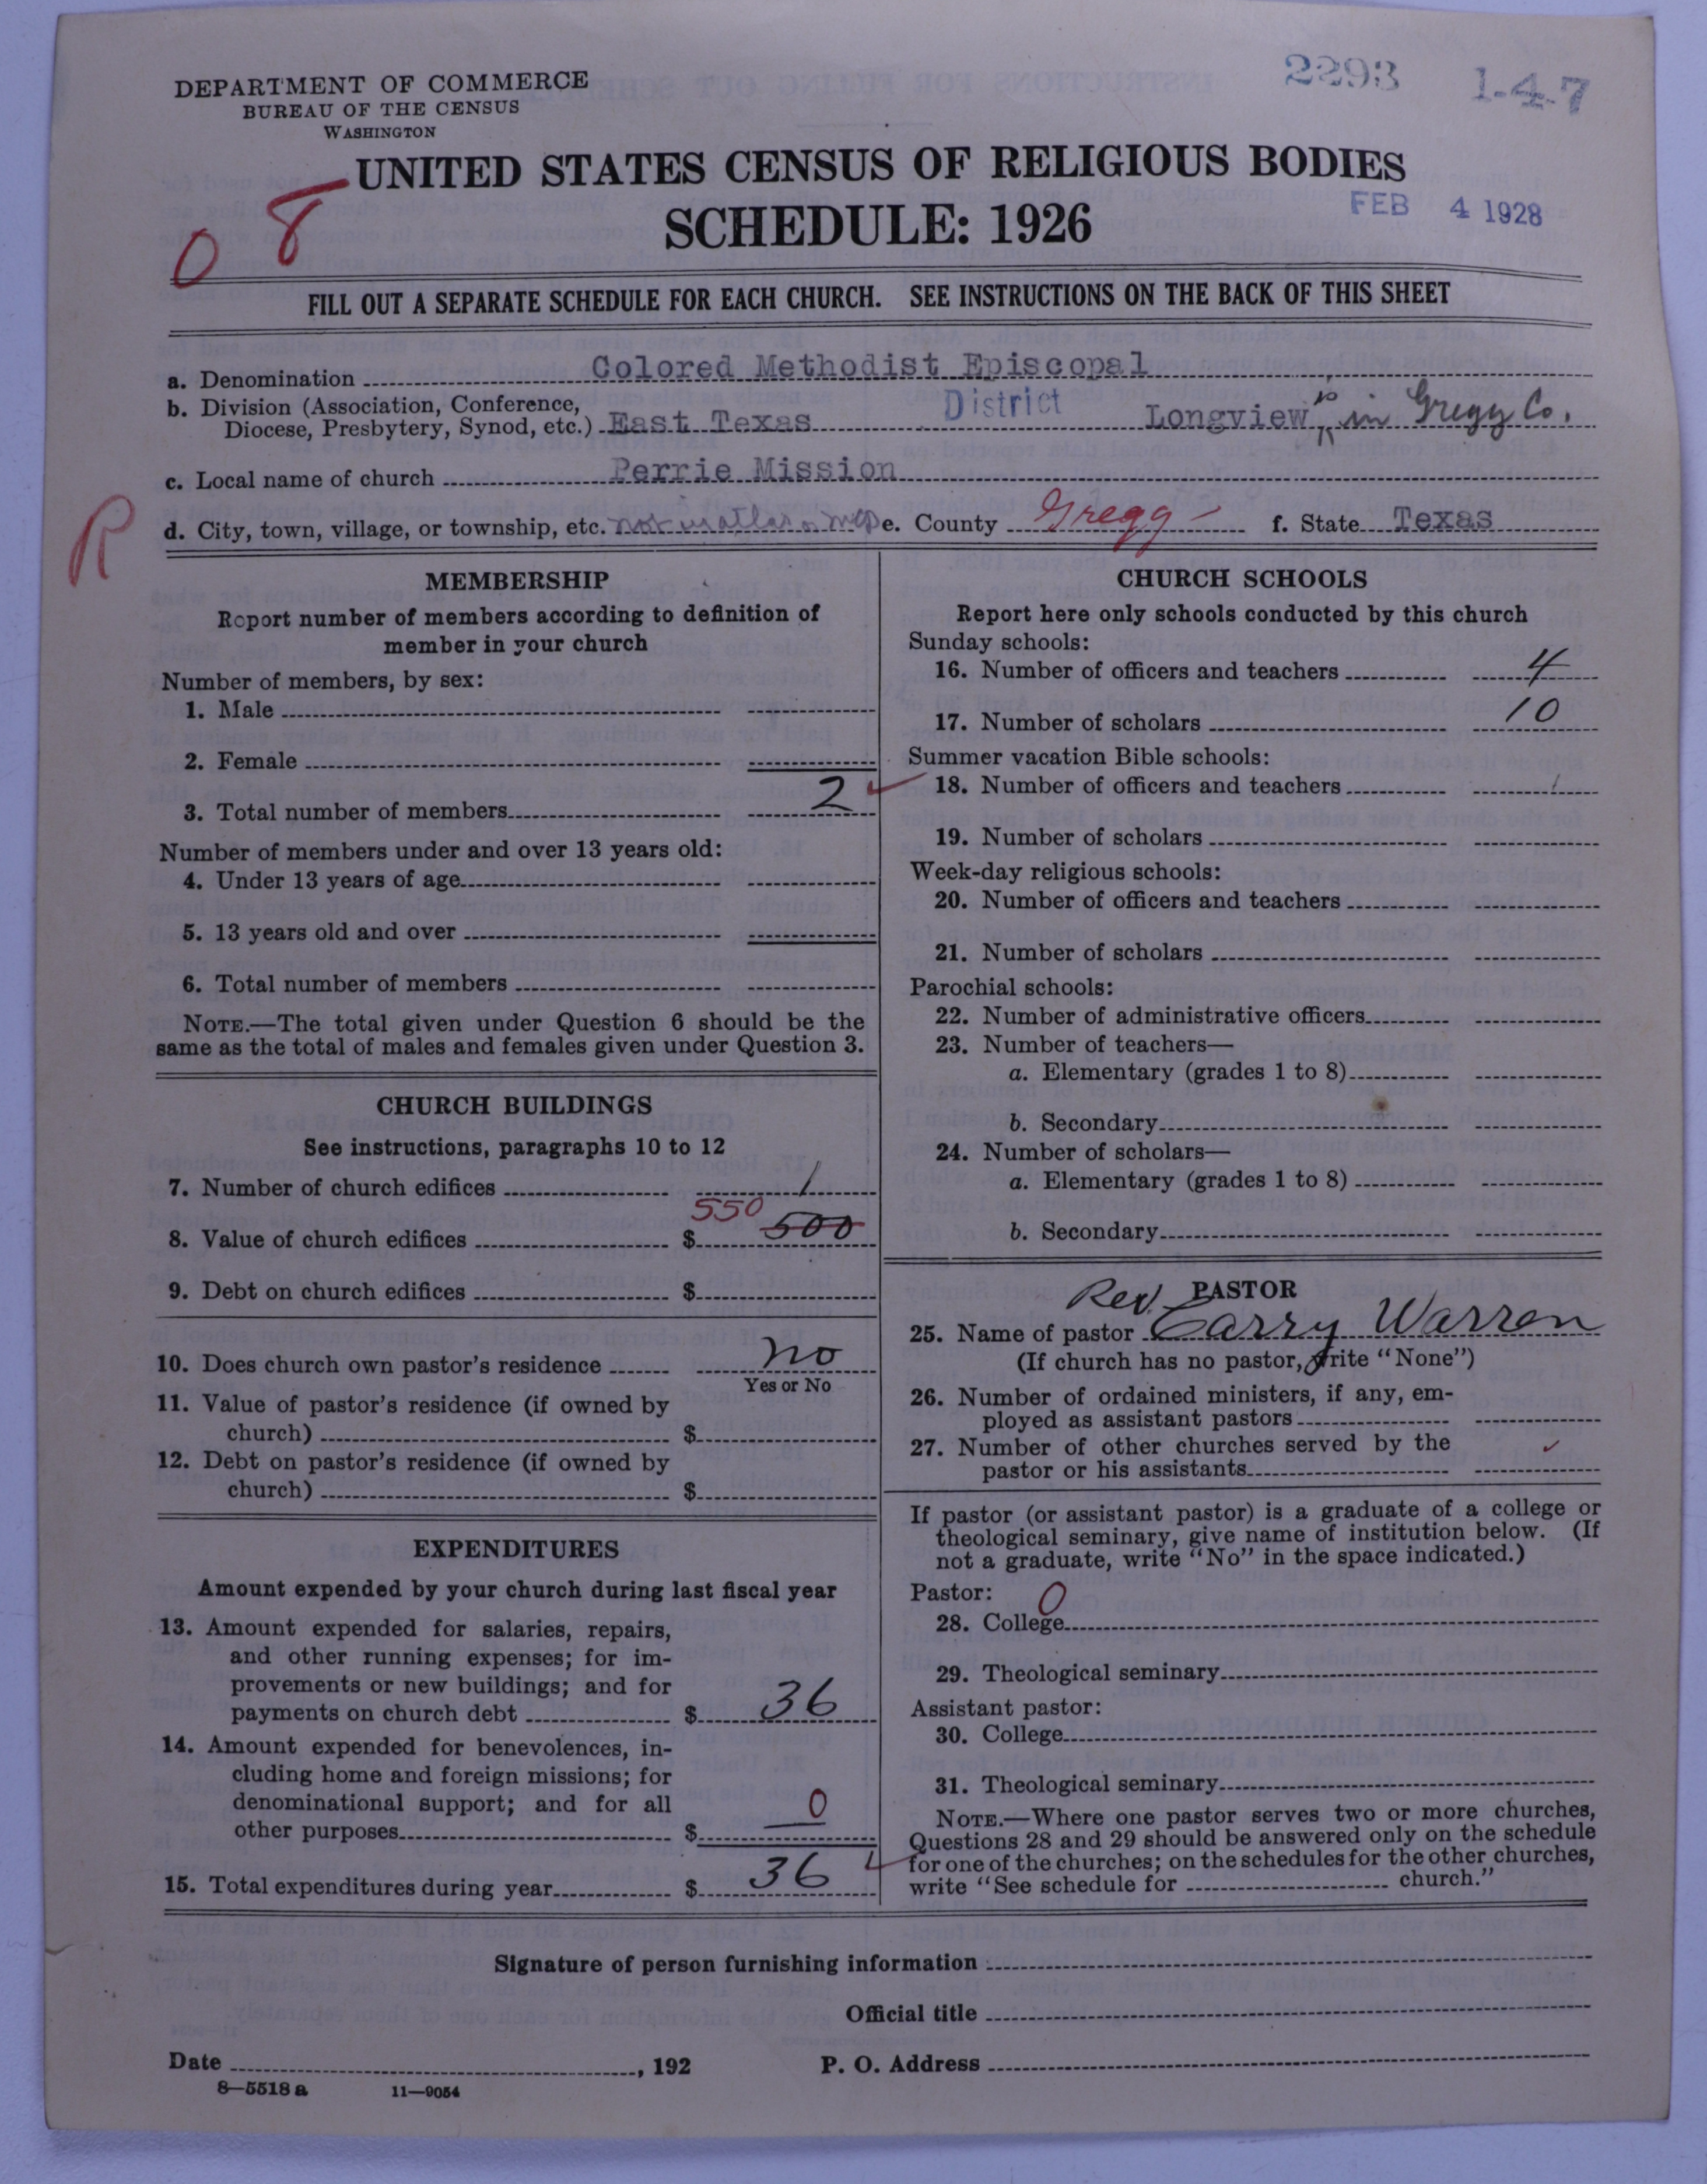 2293
1-4-7
DEPARTMENT OF COMMERCE
BUREAU OF THE CENSUS
WASHINGTON
UNITED STATES CENSUS OF RELIGIOUS BODIES
SCHEDULE: 1926
FEB 4 1928
0 8
FILL OUT A SEPARATE SCHEDULE FOR EACH CHURCH. SEE INSTRUCTIONS ON THE BACK OF THIS SHEET
a. Denomination Colored Methodist Episcopal
b. Division (Association, Conference,
Diocese, Presbytery, Synod, etc.) East Texas District Longview is in Gregg Co.
c. Local name of church Perrie Mission
R
d. City, town, village, or township, etc. not in atlas or map e. County Gregg f. State Texas
MEMBERSHIP
Report number of members according to definition of
member in your church
Number of members, by sex:
1. Male
2. Female
3. Total number of members 2
Number of members under and over 13 years old:
4. Under 13 years of age
5. 13 years old and over
6. Total number of members
NOTE.—The total given under Question 6 should be the
same as the total of males and females given under Question 3.
CHURCH BUILDINGS
See instructions, paragraphs 10 to 12
7. Number of church edifices 1
8. Value of church edifices $ 550 500
9. Debt on church edifices $
10. Does church own pastor's residence no
Yes or No
11. Value of pastor's residence (if owned by
church) $
12. Debt on pastor's residence (if owned by
church) $
EXPENDITURES
Amount expended by your church during last fiscal year
13. Amount expended for salaries, repairs,
and other running expenses; for im-
provements or new buildings; and for
payments on church debt $ 36
14. Amount expended for benevolences, in-
cluding home and foreign missions; for
denominational support; and for all
other purposes $ 0
15. Total expenditures during year $ 36
CHURCH SCHOOLS
Report here only schools conducted by this church
Sunday schools:
16. Number of officers and teachers 4
17. Number of scholars 10
Summer vacation Bible schools:
18. Number of officers and teachers
19. Number of scholars
Week-day religious schools:
20. Number of officers and teachers
21. Number of scholars
Parochial schools:
22. Number of administrative officers
23. Number of teachers—
a. Elementary (grades 1 to 8)
b. Secondary
24. Number of scholars—
a. Elementary (grades 1 to 8)
b. Secondary
PASTOR
25. Name of pastor Rev. Carry Warren
(If church has no pastor, write "None")
26. Number of ordained ministers, if any, em-
ployed as assistant pastors
27. Number of other churches served by the
pastor or his assistants
If pastor (or assistant pastor) is a graduate of a college or
theological seminary, give name of institution below. (If
not a graduate, write "No" in the space indicated.)
Pastor: 0
28. College
29. Theological seminary
Assistant pastor:
30. College
31. Theological seminary
NOTE.—Where one pastor serves two or more churches,
Questions 28 and 29 should be answered only on the schedule
for one of the churches; on the schedules for the other churches,
write "See schedule for church."
Signature of person furnishing information
Official title
Date , 192 P. O. Address
8—5518 a 11—9054